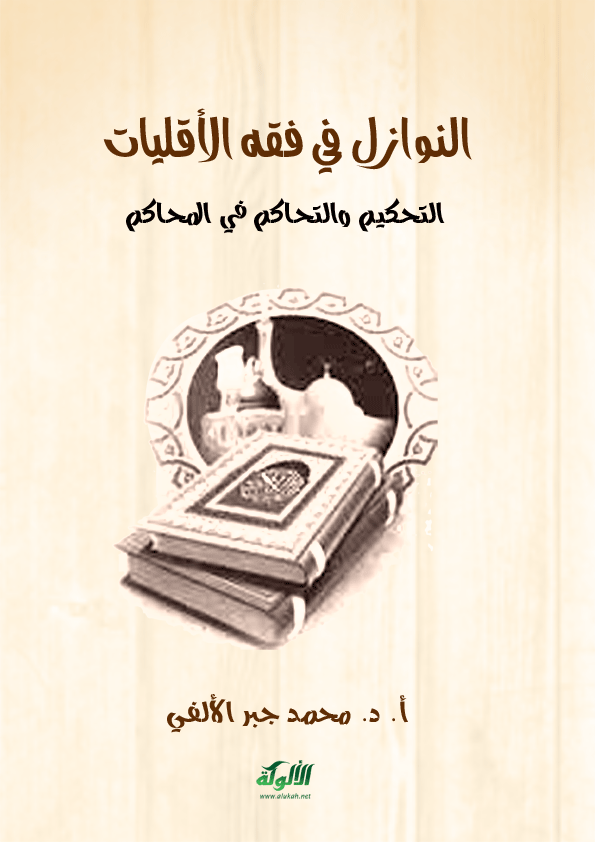 النوازل في فقه الأقليات
التحكيم والتحاكم في المحاكم
أ. د. محمد جبر الألفي
الألوكة
www.alukah.net